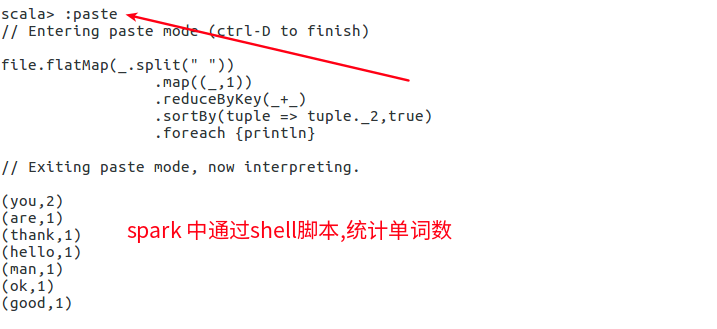 scala> :paste
// Entering paste mode (ctrl-D to finish)
file.flatMap(_.split(" "))
.map((_,1))
.reduceByKey(_+_)
.sortBy(tuple => tuple._2,true)
.foreach {println}
// Exiting paste mode, now interpreting.
(you,2)
(are,1)
(thank,1)
(hello,1)
(man,1)
(ok,1)
(good,1)
spark 中通过shell脚本,统计单词数